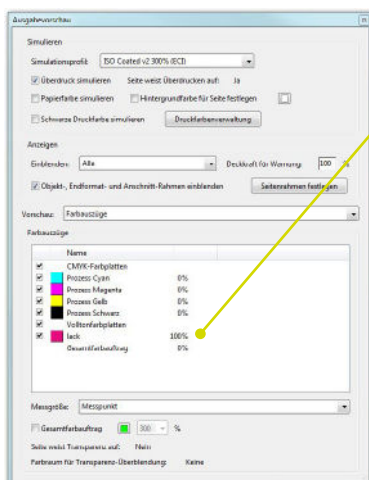 Ausgabevorschau
Simulieren
Simulationsprofil: ISO Coated v2 300% (ECI)
Überdruck simulieren Seite weist Überdrucken auf: Ja
Papierfarbe simulieren Hintergrundfarbe für Seite festlegen
Schwarze Druckfarbe simulieren Druckfarbenverwaltung
Anzeigen
Einblenden: Alle Deckkraft für Warnung: 100 %
Objekt-, Endformat- und Anschnitt-Rahmen einblenden Seitenrahmen festlegen
Vorschau: Farbauszüge
Farbauszüge
Name
CMYK-Farbplatten
Prozess Cyan 0%
Prozess Magenta 0%
Prozess Gelb 0%
Prozess Schwarz 0%
Volltonfarbplatten
lack 100%
Gesamtfarbauftrag 0%
Messgröße: Messpunkt
Gesamtfarbauftrag 300 %
Seite weist Transparenz auf: Nein
Farbraum für Transparenz-Überblendung: Keine